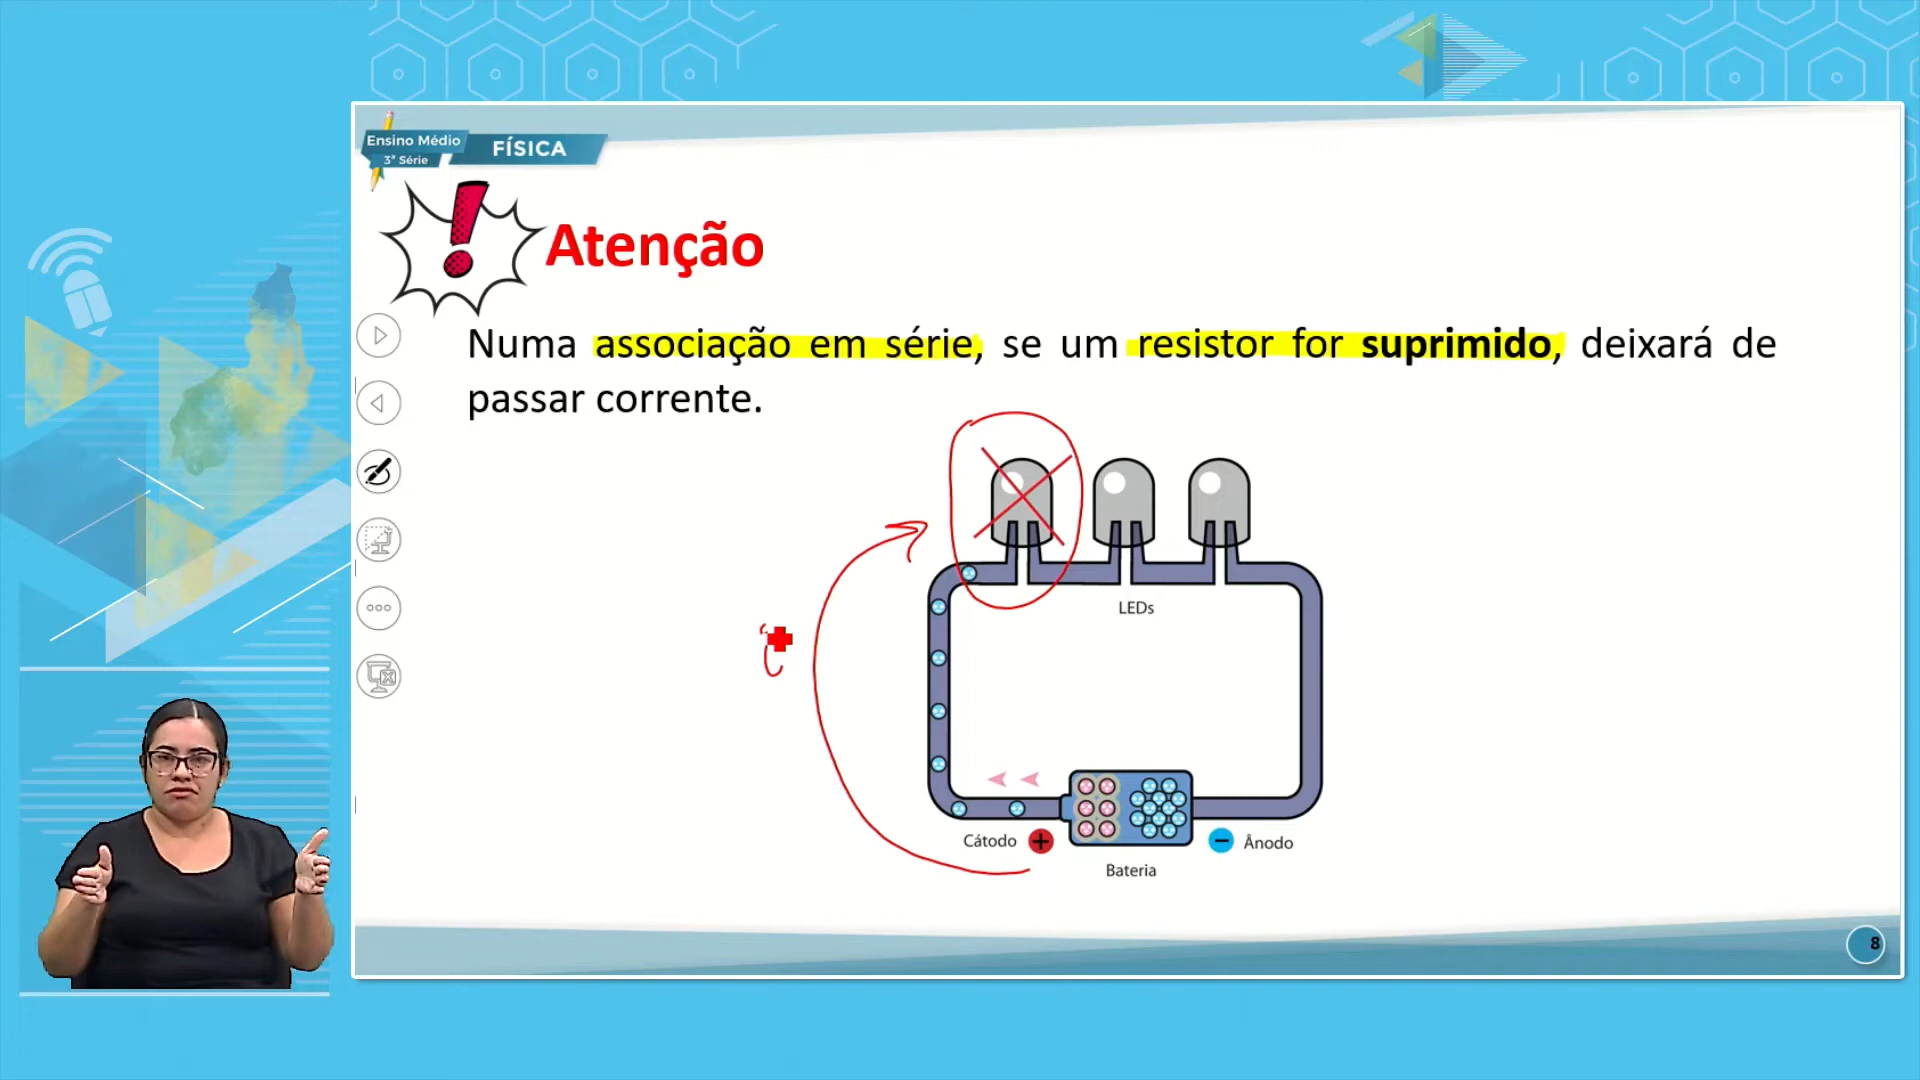 Ensino Médio
3ª Série
FÍSICA
Atenção
Numa associação em série, se um resistor for suprimido, deixará de
passar corrente.
LEDs
Cátodo + − Ânodo
Bateria
i
8